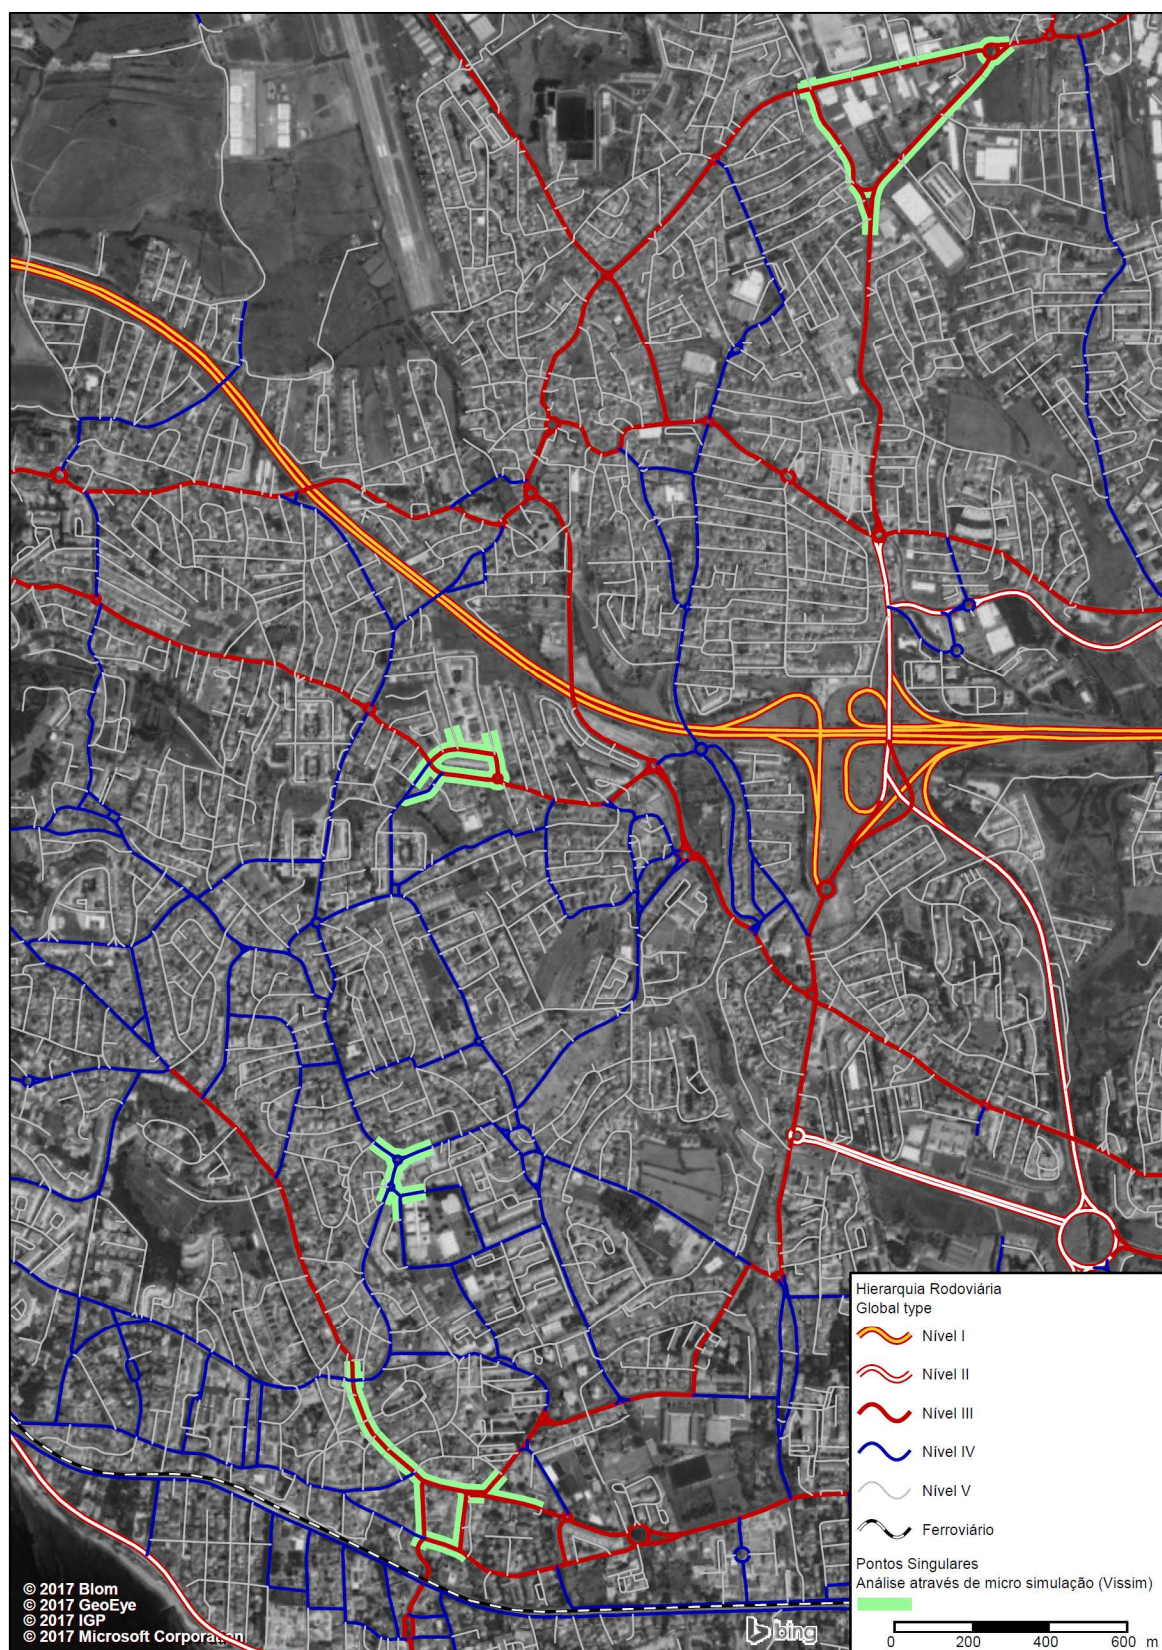 Hierarquia Rodoviária
Global type
Nível I
Nível II
Nível III
Nível IV
Nível V
Ferroviário
Pontos Singulares
Análise através de micro simulação (Vissim)
0 200 400 600 m
© 2017 Blom
© 2017 GeoEye
© 2017 IGP
© 2017 Microsoft Corporation
bing